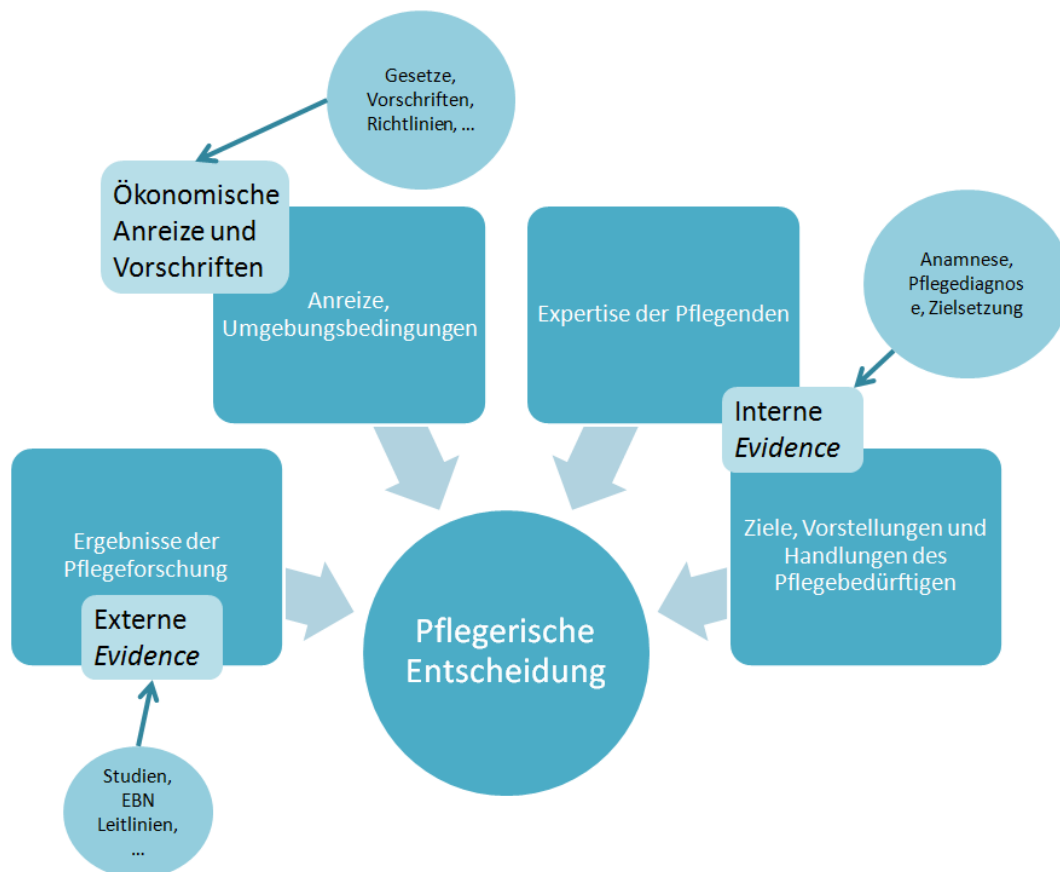 Gesetze,
Vorschriften,
Richtlinien, ...
Ökonomische
Anreize und
Vorschriften
Anreize,
Umgebungsbedingungen
Expertise der Pflegenden
Anamnese,
Pflegediagnos
e, Zielsetzung
Interne
Evidence
Ergebnisse der
Pflegeforschung
Externe
Evidence
Ziele, Vorstellungen und
Handlungen des
Pflegebedürftigen
Pflegerische
Entscheidung
Studien,
EBN
Leitlinien,
...